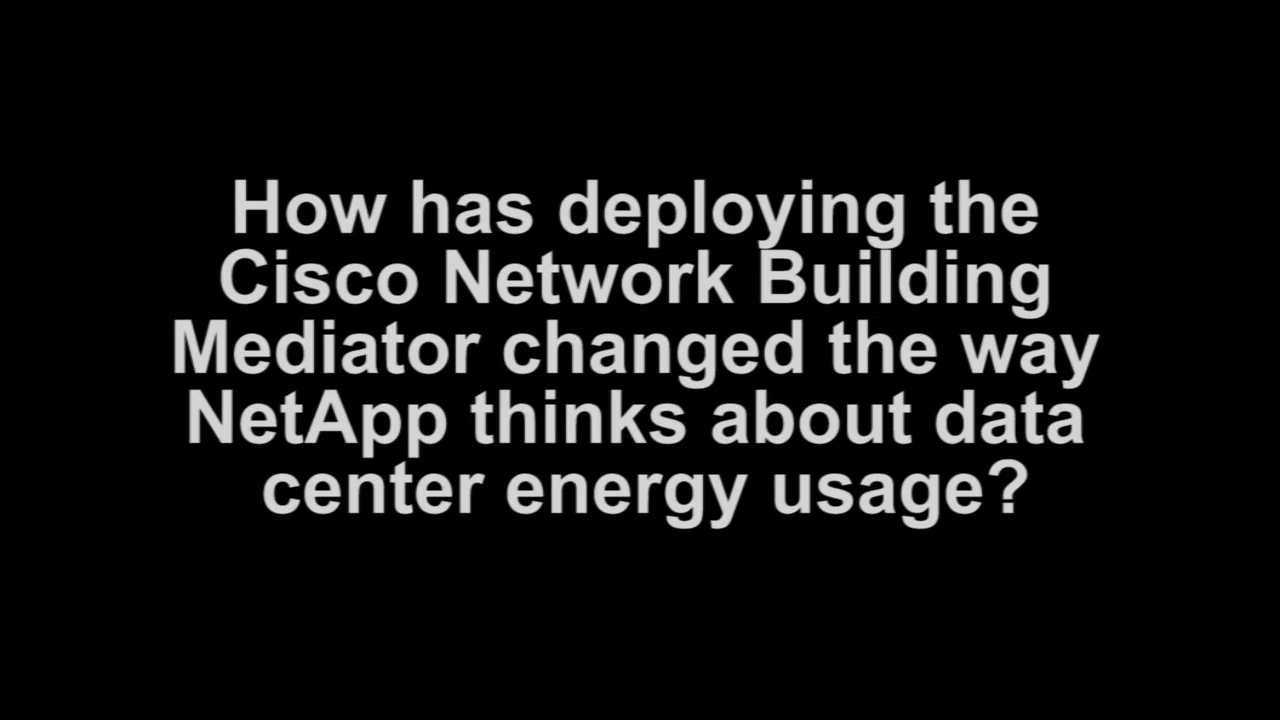 How has deploying the
Cisco Network Building
Mediator changed the way
NetApp thinks about data
center energy usage?